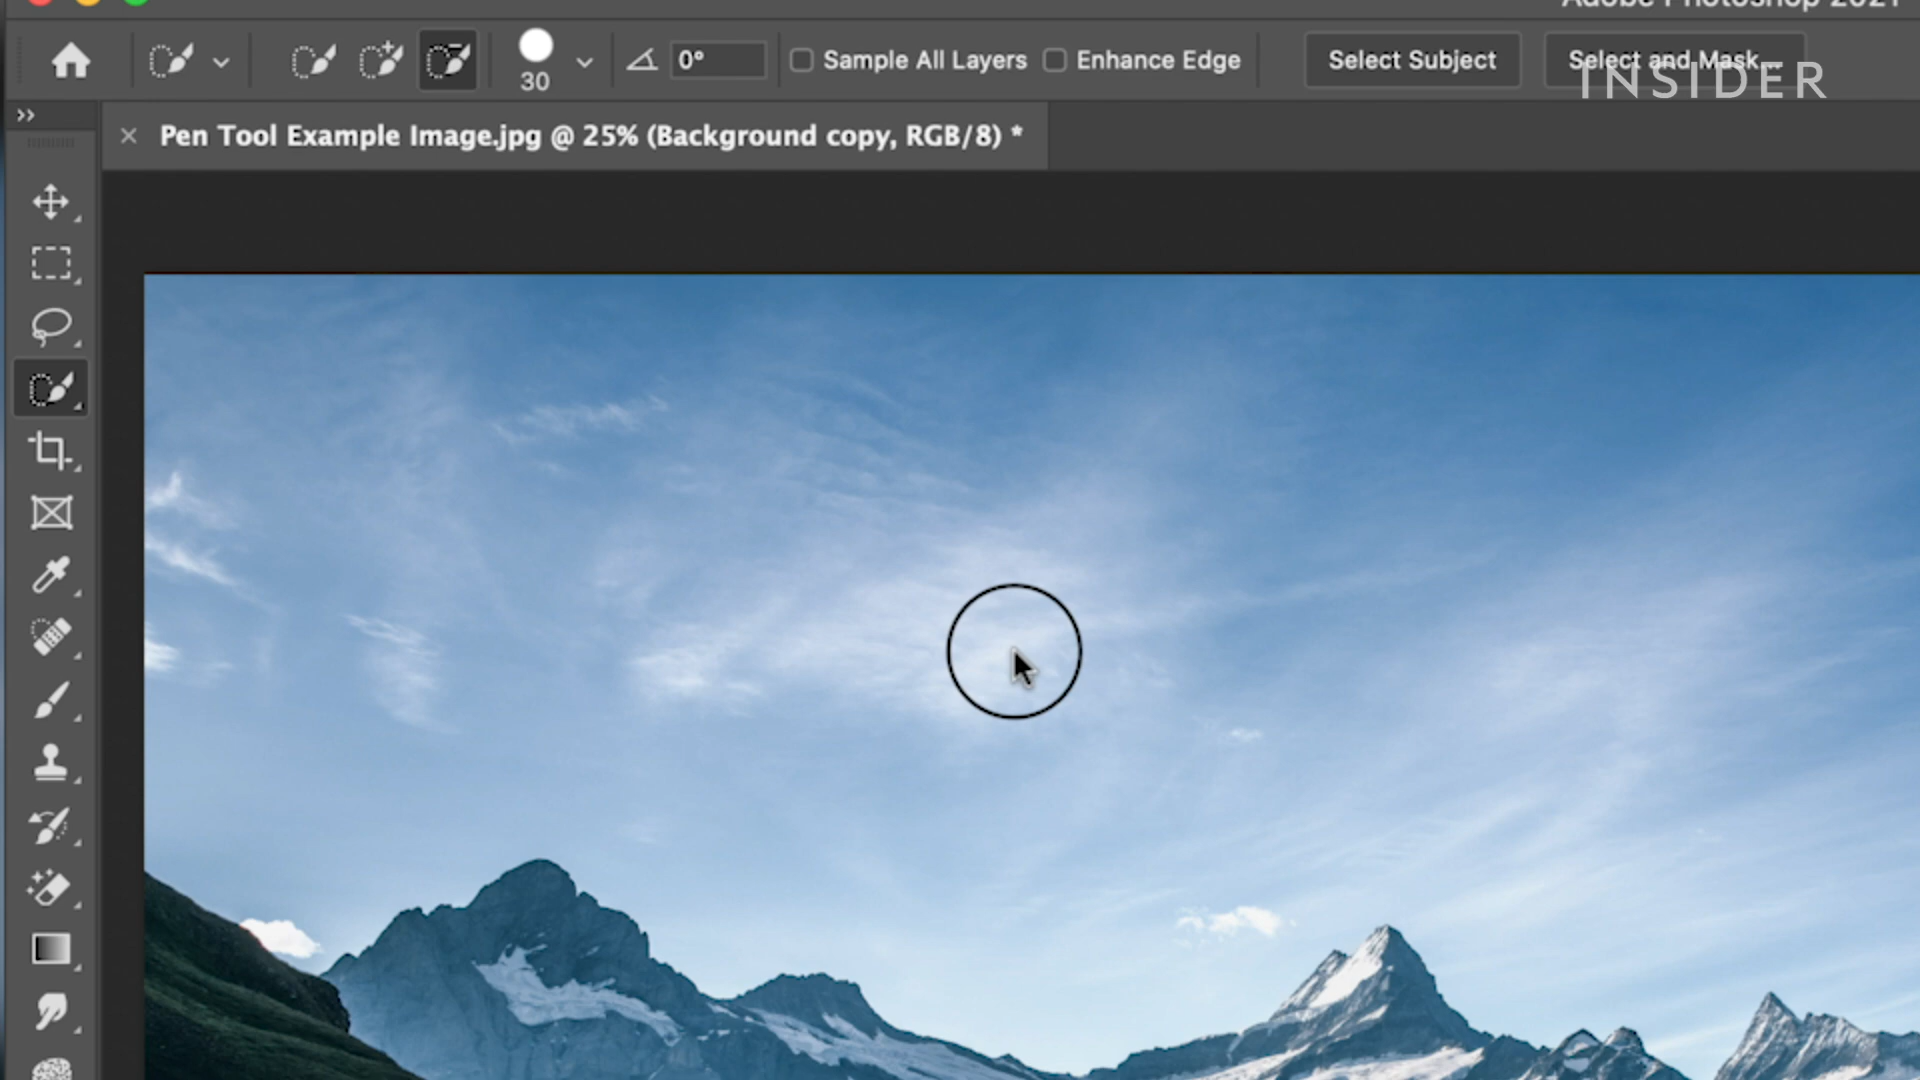 Adobe Photoshop 2021
30
0°
Sample All Layers
Enhance Edge
Select Subject
Select and Mask...
INSIDER
Pen Tool Example Image.jpg @ 25% (Background copy, RGB/8) *